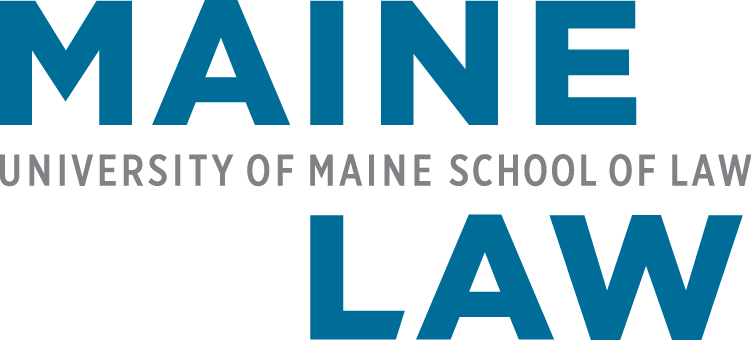 MAINE
UNIVERSITY OF MAINE SCHOOL OF LAW
LAW